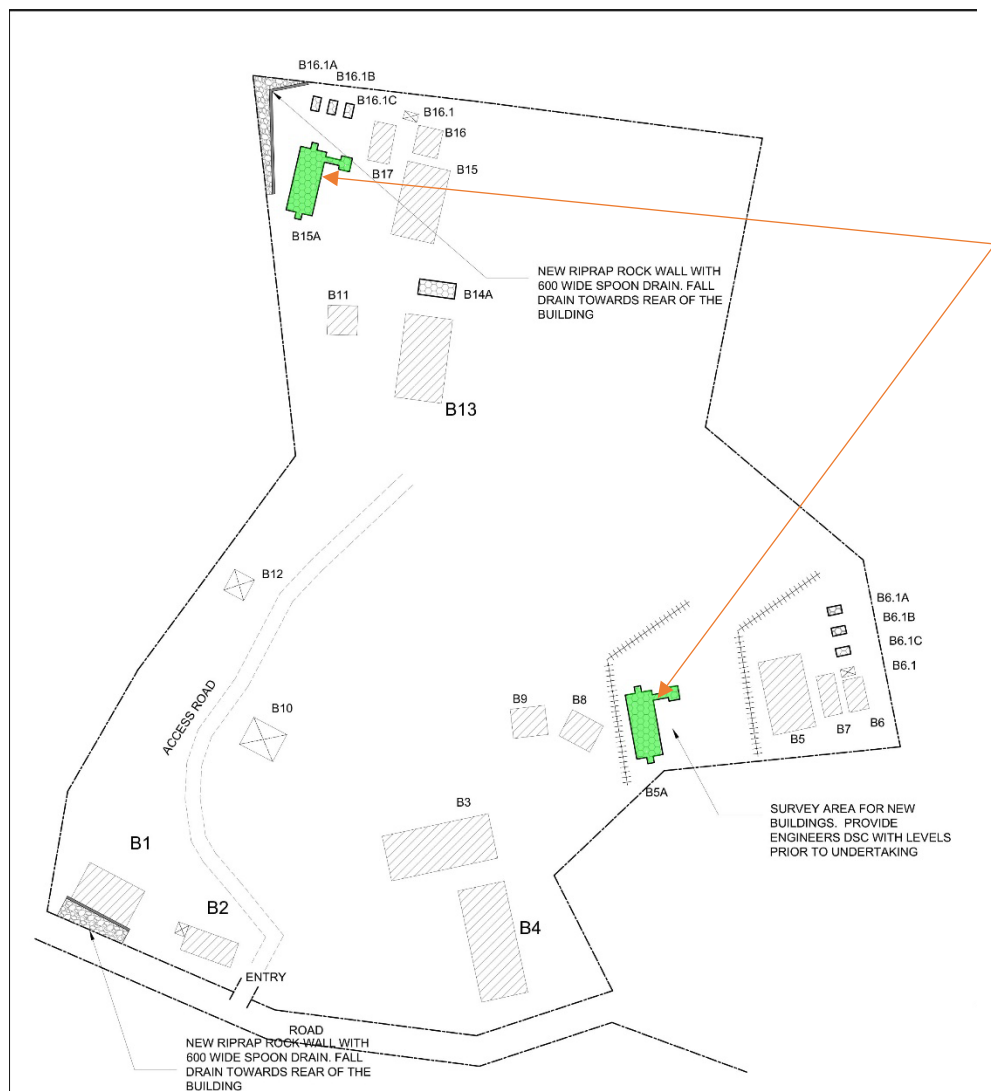 B16.1A
B16.1B
B16.1C
B16.1
B16
B17
B15
B15A
NEW RIPRAP ROCK WALL WITH
600 WIDE SPOON DRAIN. FALL
DRAIN TOWARDS REAR OF THE
BUILDING
B14A
B11
B13
B12
B6.1A
B6.1B
B6.1C
B6.1
ACCESS ROAD
B10
B9
B8
B5
B7
B6
B5A
SURVEY AREA FOR NEW
BUILDINGS. PROVIDE
ENGINEERS DSC WITH LEVELS
PRIOR TO UNDERTAKING
B3
B1
B2
B4
ENTRY
ROAD
NEW RIPRAP ROCK WALL WITH
600 WIDE SPOON DRAIN. FALL
DRAIN TOWARDS REAR OF THE
BUILDING